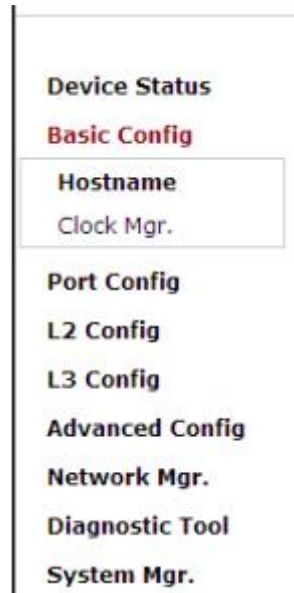 Device Status
Basic Config
Hostname
Clock Mgr.
Port Config
L2 Config
L3 Config
Advanced Config
Network Mgr.
Diagnostic Tool
System Mgr.